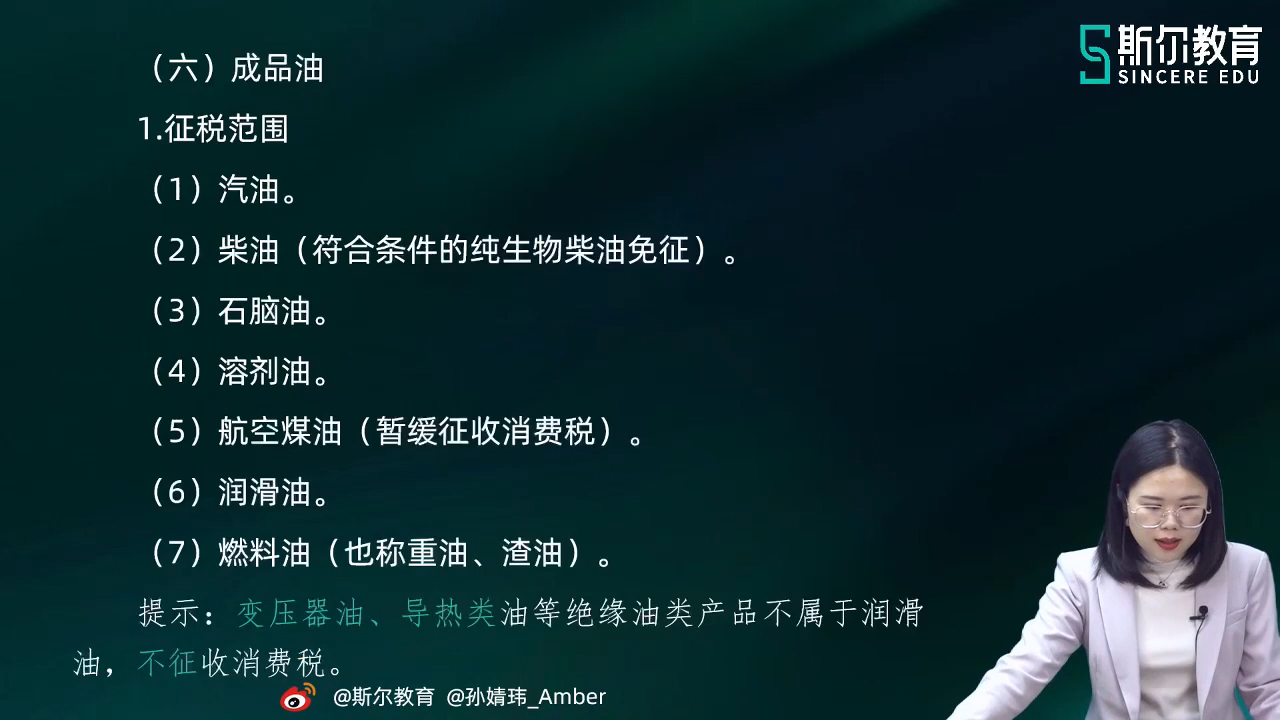 斯尔教育
SINCERE EDU
（六）成品油
1.征税范围
（1）汽油。
（2）柴油（符合条件的纯生物柴油免征）。
（3）石脑油。
（4）溶剂油。
（5）航空煤油（暂缓征收消费税）。
（6）润滑油。
（7）燃料油（也称重油、渣油）。
提示：变压器油、导热类油等绝缘油类产品不属于润滑
油，不征收消费税。
@斯尔教育 @孙婧玮_Amber